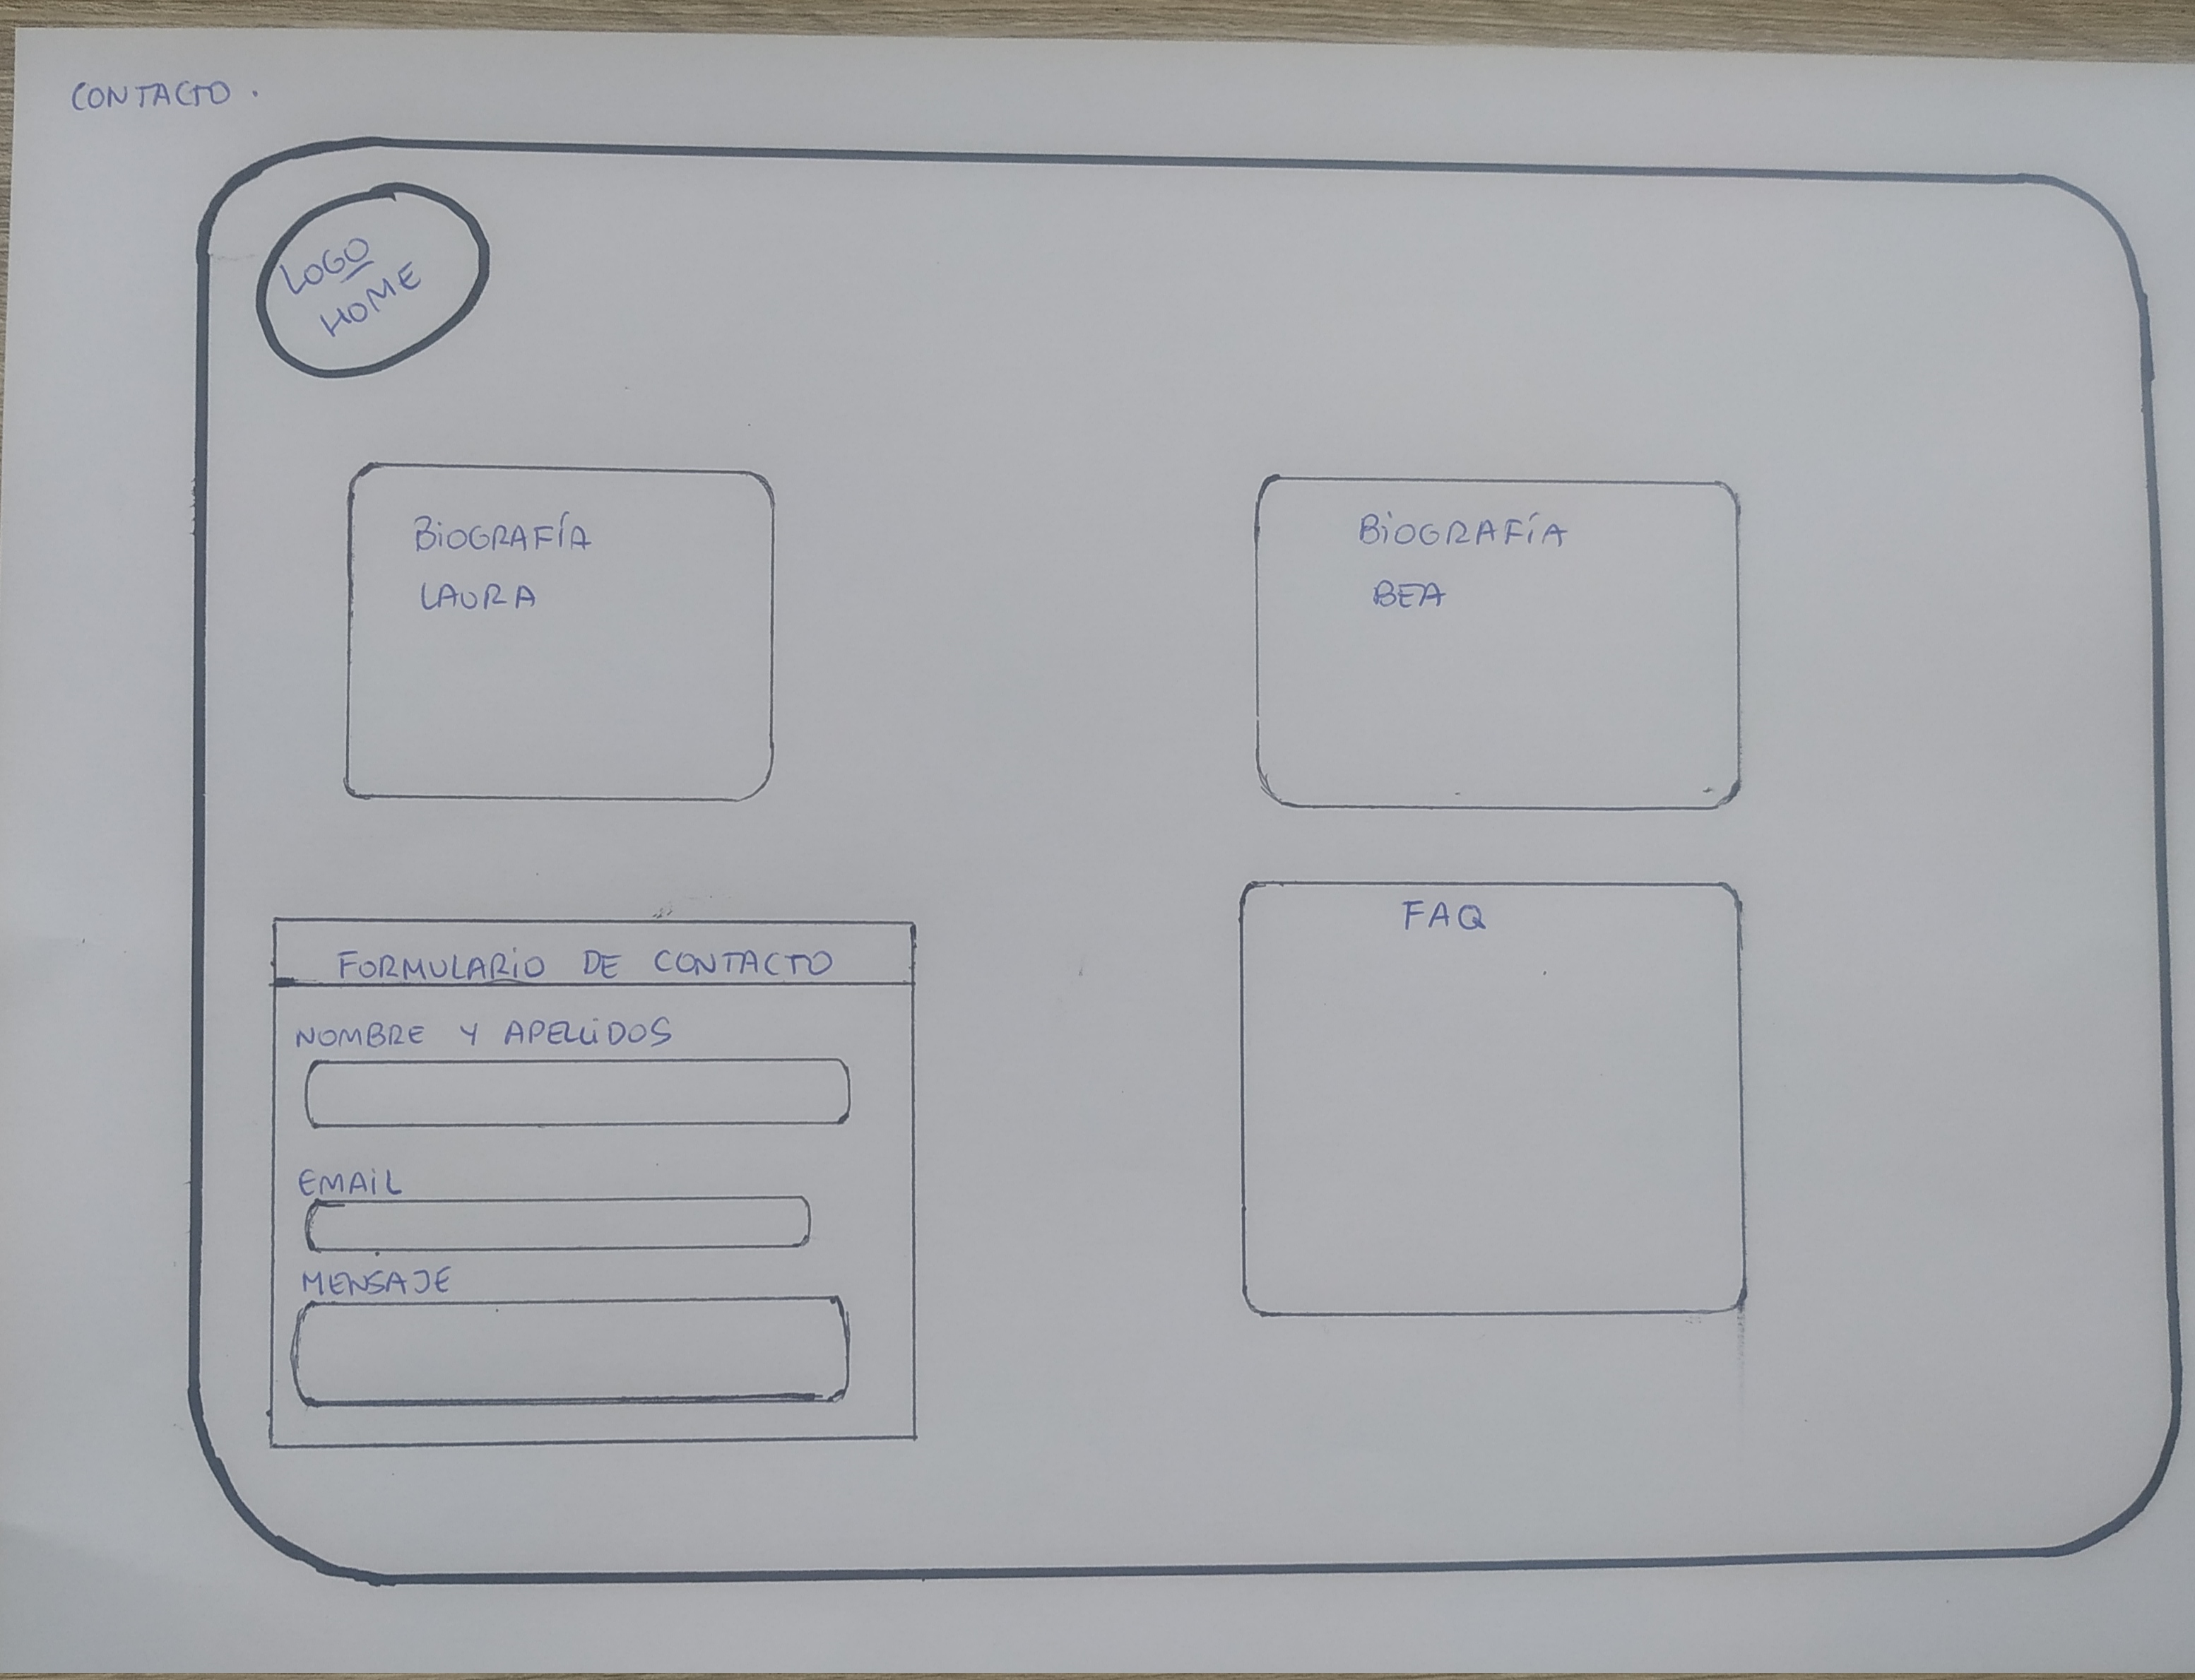 CONTACTO.
LOGO
HOME
BiOGRAFÍA
LAURA
BiOGRAFÍA
BEA
FORMULARiO DE CONTACTO
NOMBRE Y APELLiDOS
EMAiL
MENSAJE
FAQ